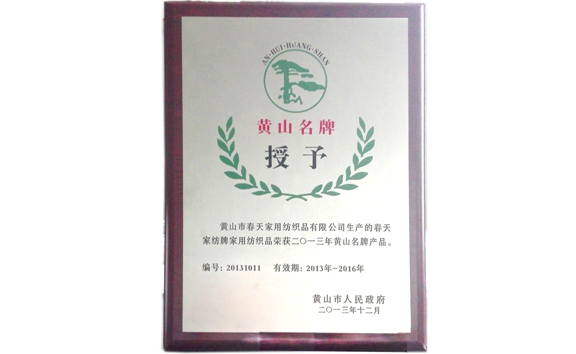 AN·HUI·HUANG·SHAN
黄山名牌
授予
黄山市春天家用纺织品有限公司生产的春天
家纺牌家用纺织品荣获二〇一三年黄山名牌产品。
编号: 20131011 有效期: 2013年-2016年
黄山市人民政府
二〇一三年十二月